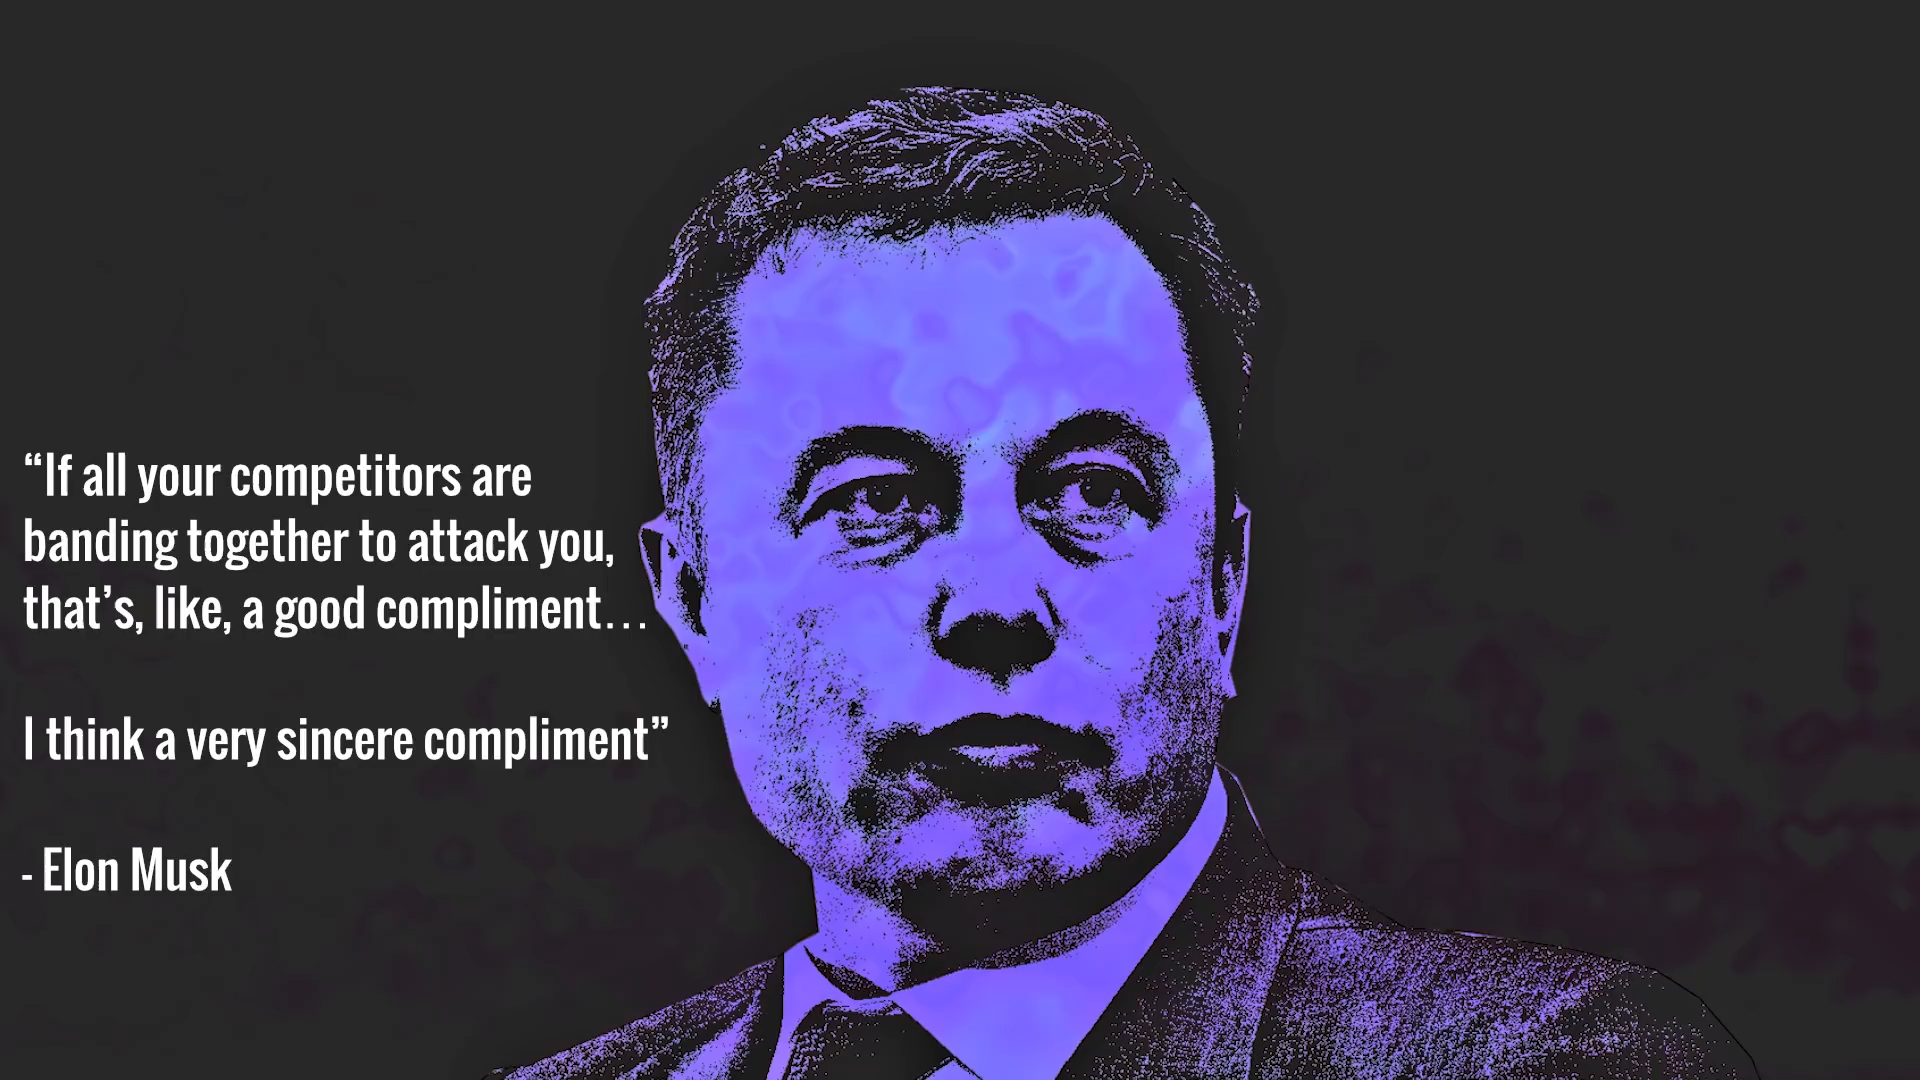 “If all your competitors are
banding together to attack you,
that’s, like, a good compliment…
I think a very sincere compliment”
- Elon Musk